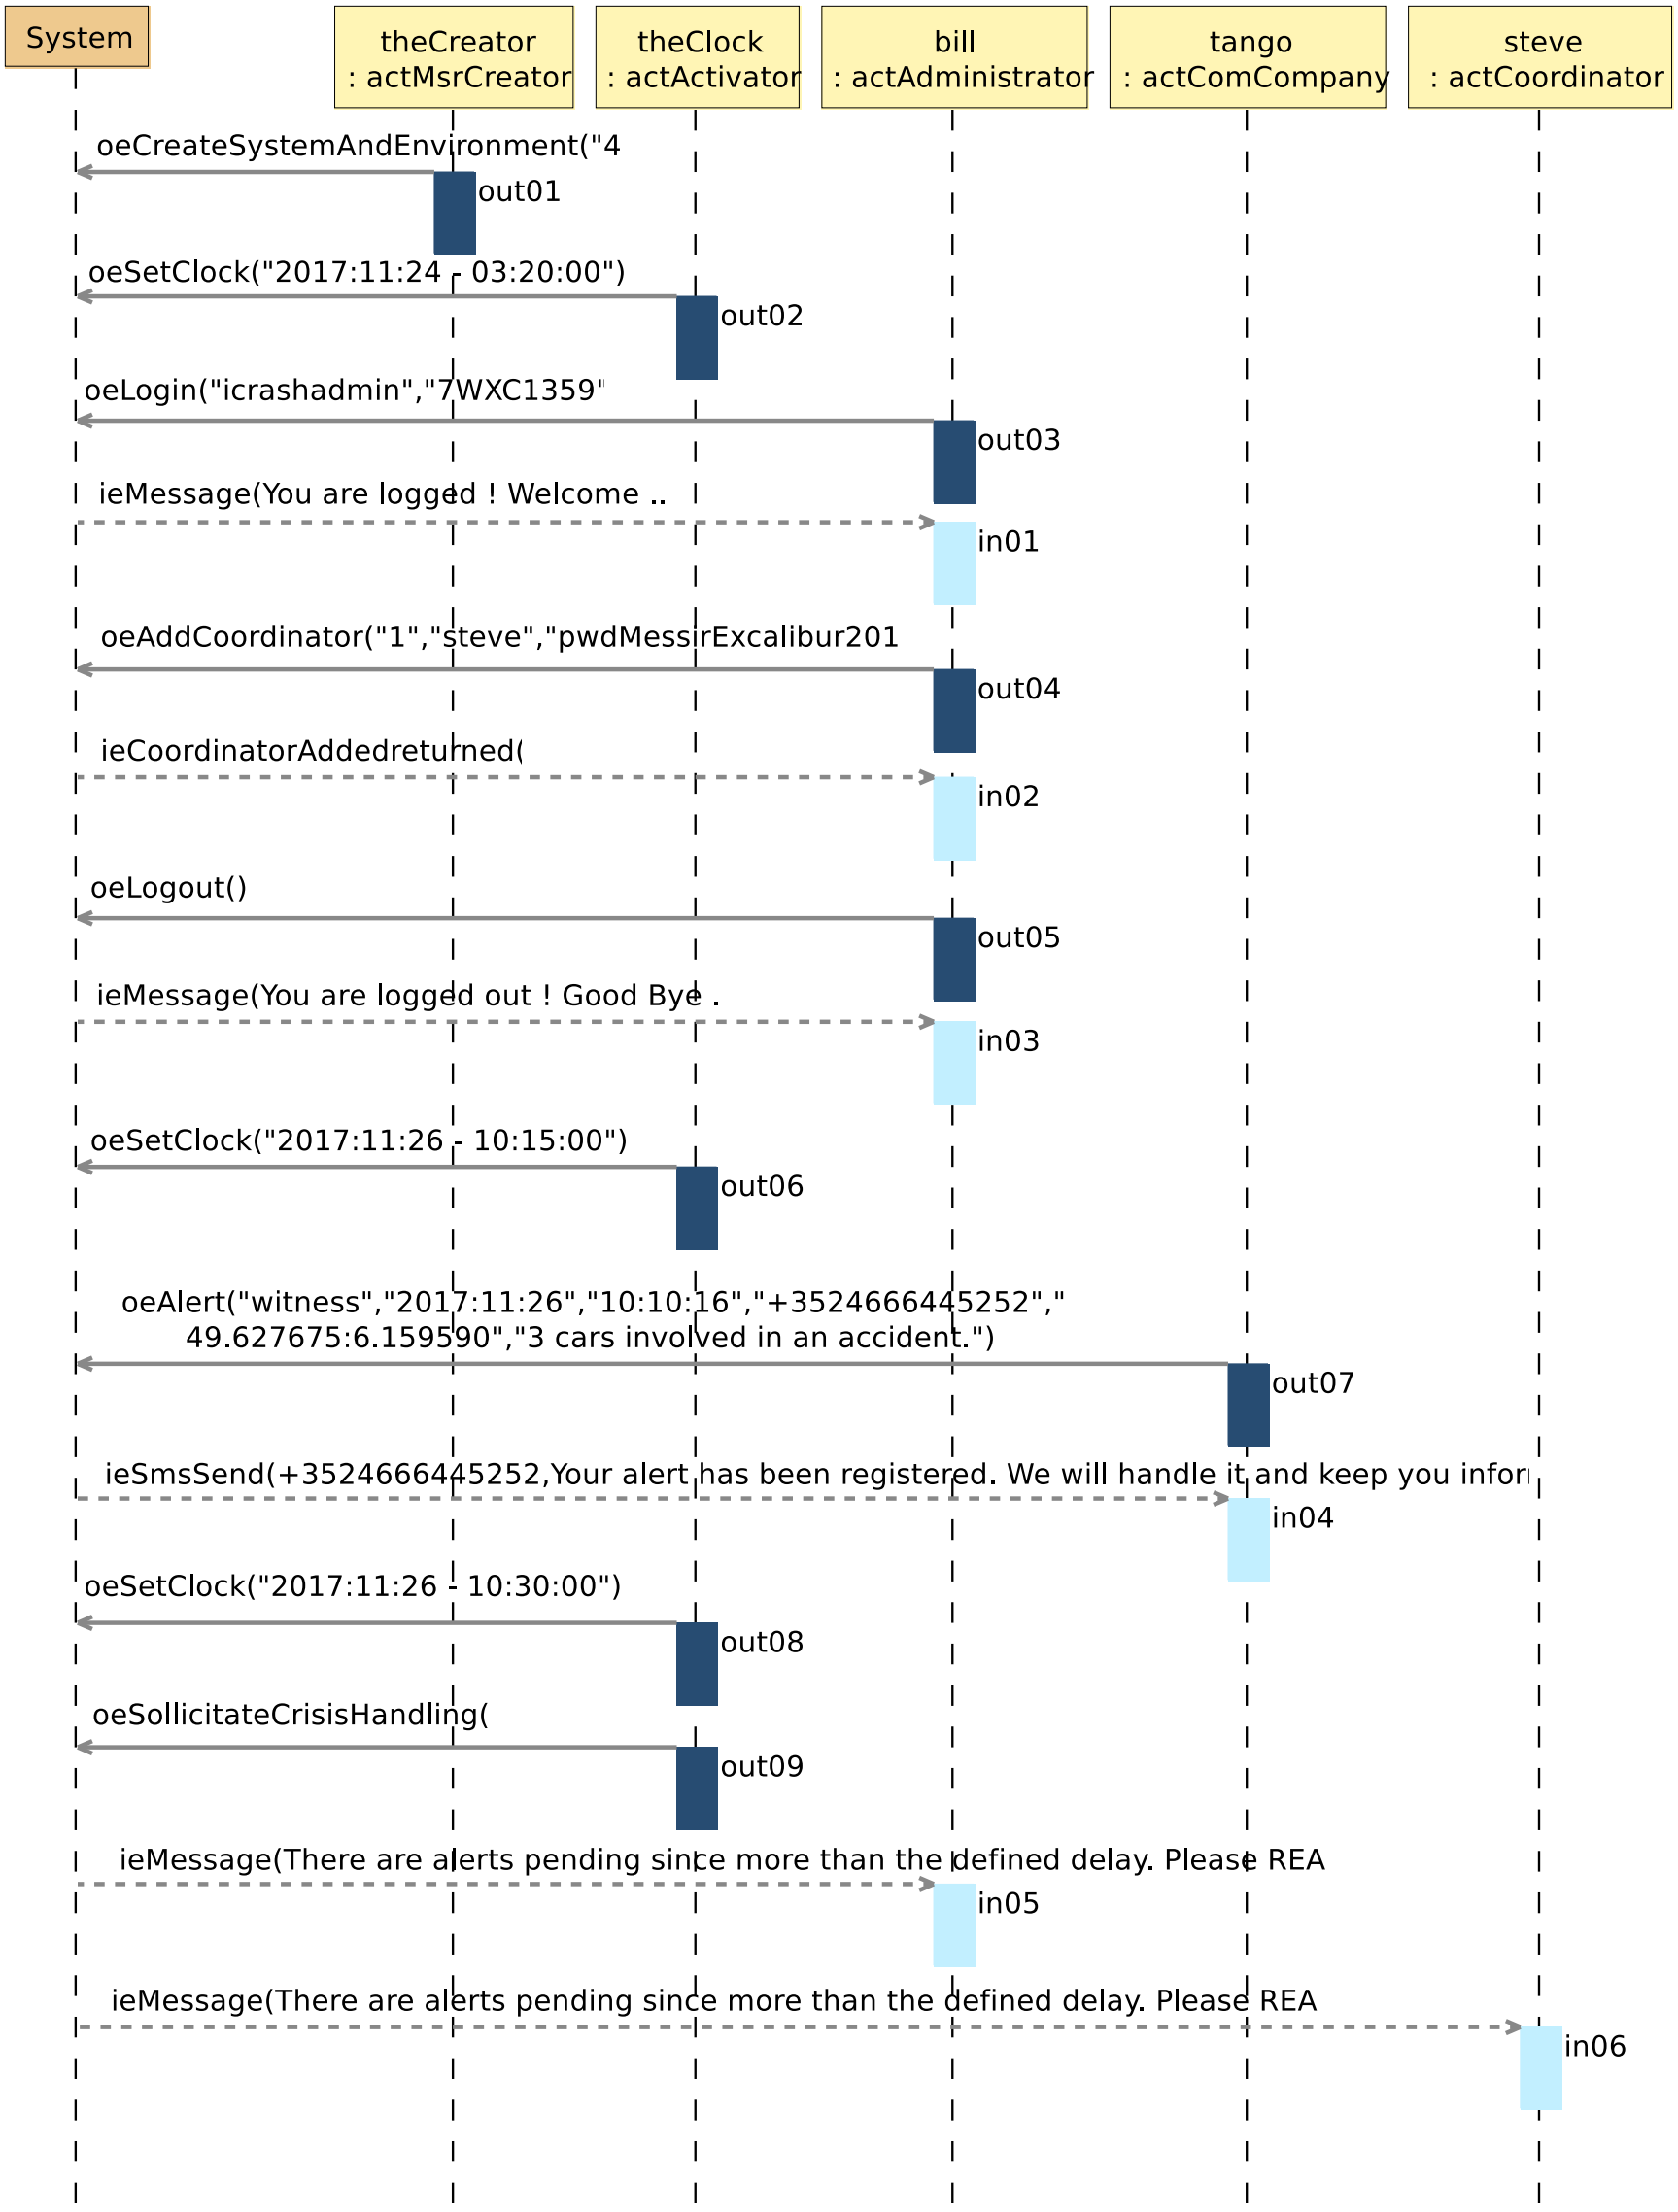 System
theCreator
: actMsrCreator
theClock
: actActivator
bill
: actAdministrator
tango
: actComCompany
steve
: actCoordinator
oeCreateSystemAndEnvironment("4
out01
oeSetClock("2017:11:24 - 03:20:00")
out02
oeLogin("icrashadmin","7WXC1359"
out03
ieMessage(You are logged ! Welcome ..
in01
oeAddCoordinator("1","steve","pwdMessirExcalibur201
out04
ieCoordinatorAddedreturned(
in02
oeLogout()
out05
ieMessage(You are logged out ! Good Bye .
in03
oeSetClock("2017:11:26 - 10:15:00")
out06
oeAlert("witness","2017:11:26","10:10:16","+3524666445252","
49.627675:6.159590","3 cars involved in an accident.")
out07
ieSmsSend(+3524666445252,Your alert has been registered. We will handle it and keep you infor
in04
oeSetClock("2017:11:26 - 10:30:00")
out08
oeSollicitateCrisisHandling(
out09
ieMessage(There are alerts pending since more than the defined delay. Please REA
in05
ieMessage(There are alerts pending since more than the defined delay. Please REA
in06